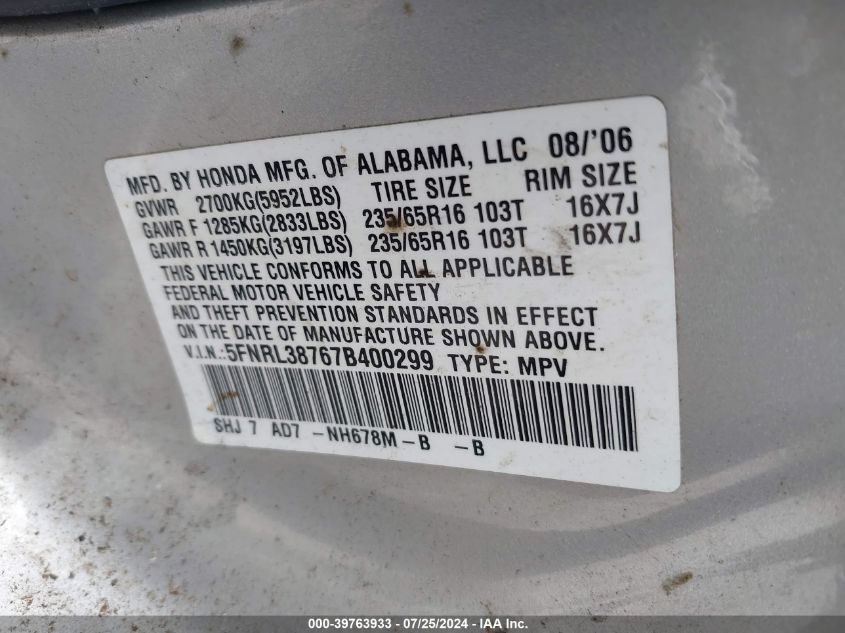 MFD. BY HONDA MFG. OF ALABAMA, LLC 08/'06
GVWR 2700KG(5952LBS) TIRE SIZE RIM SIZE
GAWR F 1285KG(2833LBS) 235/65R16 103T 16X7J
GAWR R 1450KG(3197LBS) 235/65R16 103T 16X7J
THIS VEHICLE CONFORMS TO ALL APPLICABLE
FEDERAL MOTOR VEHICLE SAFETY
AND THEFT PREVENTION STANDARDS IN EFFECT
ON THE DATE OF MANUFACTURE SHOWN ABOVE.
V.I.N.:5FNRL38767B400299 TYPE: MPV
SHJ 7 AD7 -NH678M-B -B
000-39763933 / 07/25/2024 - IAA Inc.